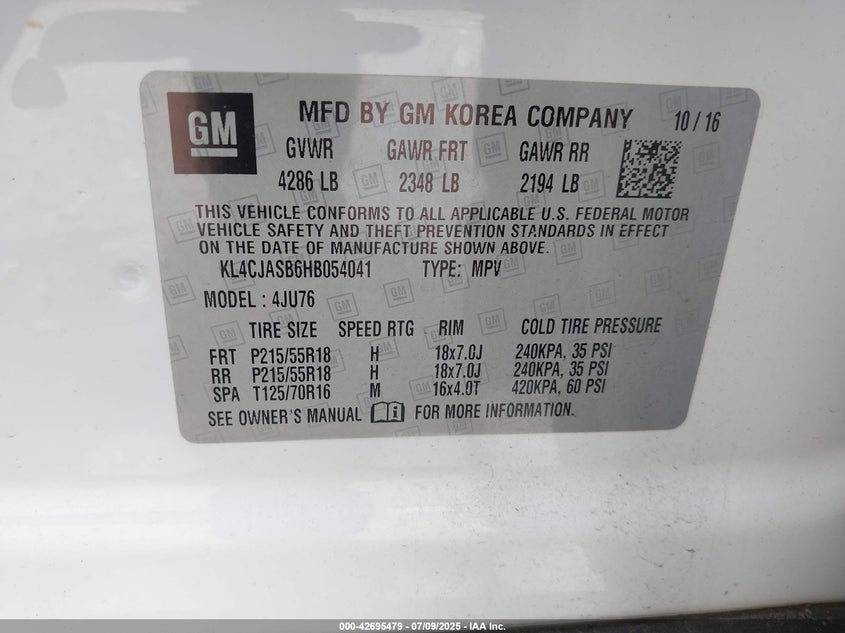 GM MFD BY GM KOREA COMPANY 10 / 16
GVWR GAWR FRT GAWR RR
4286 LB 2348 LB 2194 LB
THIS VEHICLE CONFORMS TO ALL APPLICABLE U.S. FEDERAL MOTOR
VEHICLE SAFETY AND THEFT PREVENTION STANDARDS IN EFFECT
ON THE DATE OF MANUFACTURE SHOWN ABOVE.
KL4CJASB6HB054041 TYPE: MPV
MODEL : 4JU76
TIRE SIZE SPEED RTG RIM COLD TIRE PRESSURE
FRT P215/55R18 H 18x7.0J 240KPA, 35 PSI
RR P215/55R18 H 18x7.0J 240KPA, 35 PSI
SPA T125/70R16 M 16x4.0T 420KPA, 60 PSI
SEE OWNER'S MANUAL FOR MORE INFORMATION.
000-42695479 - 07/09/2025 - IAA Inc.